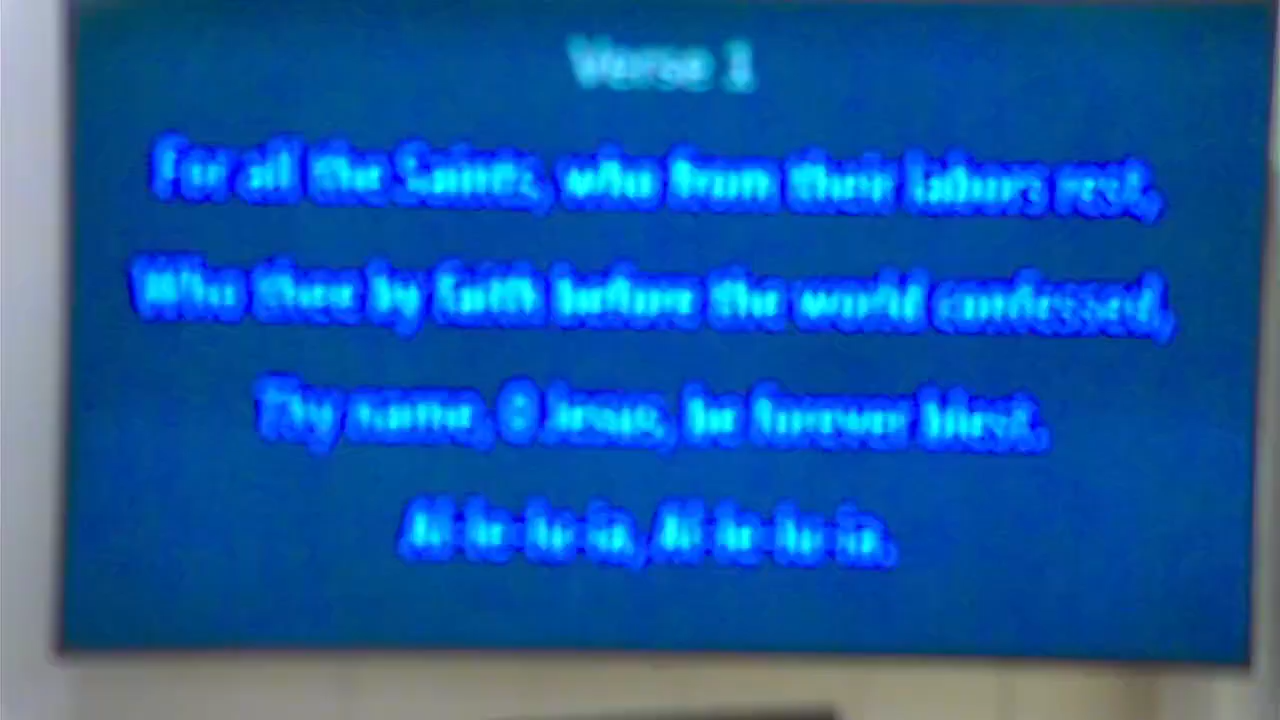 Verse 1
For all the Saints, who from their labors rest,
Who thee by faith before the world confessed,
Thy name, O Jesus, be forever blest.
Al-le-lu-ia, Al-le-lu-ia.